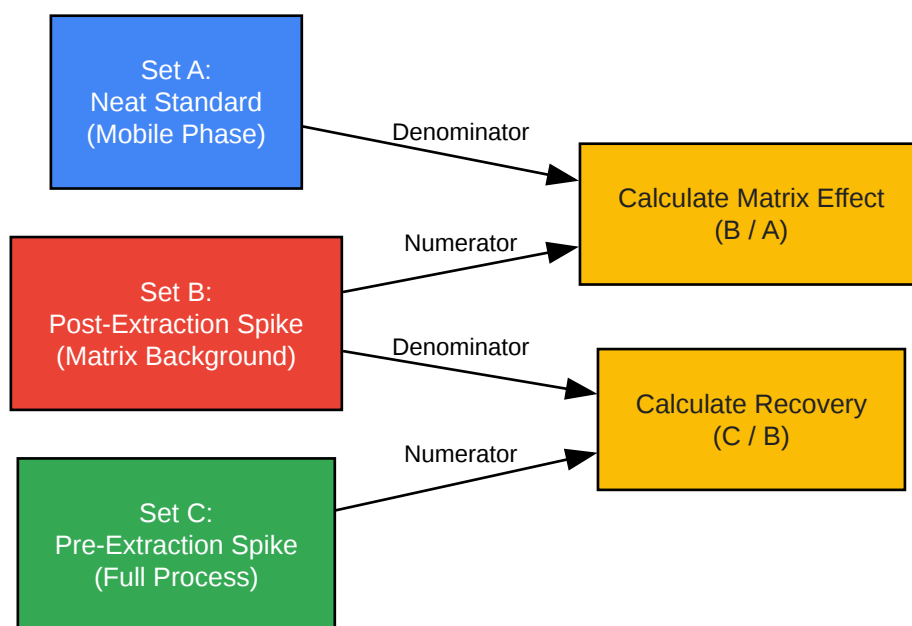 Set A:
Neat Standard
(Mobile Phase)
Denominator
Calculate Matrix Effect
(B / A)
Numerator
Set B:
Post-Extraction Spike
(Matrix Background)
Denominator
Calculate Recovery
(C / B)
Numerator
Set C:
Pre-Extraction Spike
(Full Process)